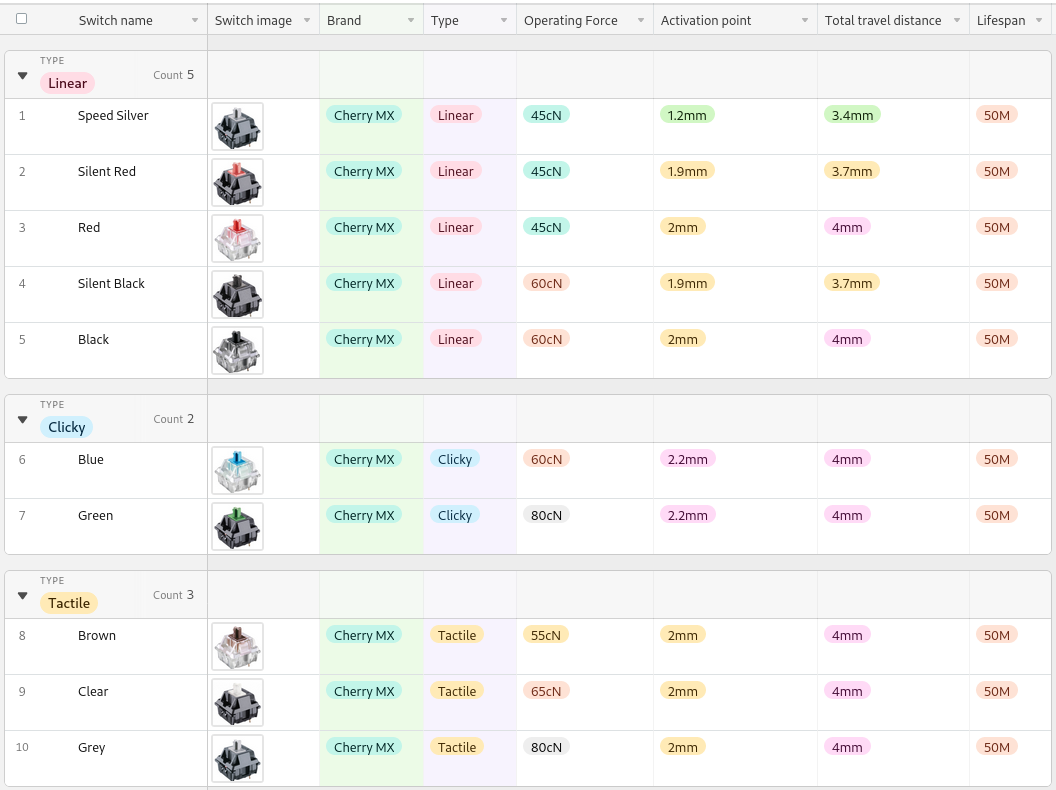 Switch name Switch image Brand Type Operating Force Activation point Total travel distance Lifespan
TYPE
Linear Count 5
1 Speed Silver Cherry MX Linear 45cN 1.2mm 3.4mm 50M
2 Silent Red Cherry MX Linear 45cN 1.9mm 3.7mm 50M
3 Red Cherry MX Linear 45cN 2mm 4mm 50M
4 Silent Black Cherry MX Linear 60cN 1.9mm 3.7mm 50M
5 Black Cherry MX Linear 60cN 2mm 4mm 50M
TYPE
Clicky Count 2
6 Blue Cherry MX Clicky 60cN 2.2mm 4mm 50M
7 Green Cherry MX Clicky 80cN 2.2mm 4mm 50M
TYPE
Tactile Count 3
8 Brown Cherry MX Tactile 55cN 2mm 4mm 50M
9 Clear Cherry MX Tactile 65cN 2mm 4mm 50M
10 Grey Cherry MX Tactile 80cN 2mm 4mm 50M